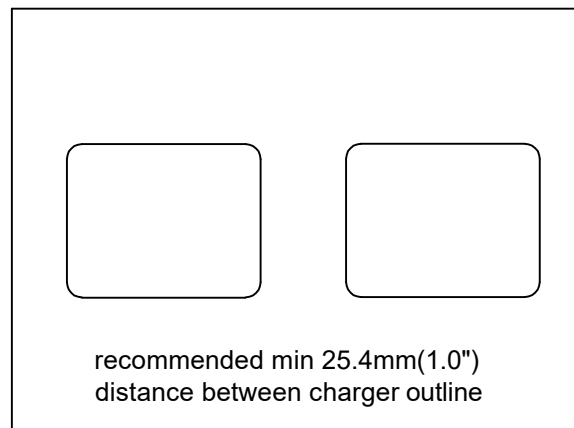 recommended min 25.4mm(1.0")
distance between charger outline